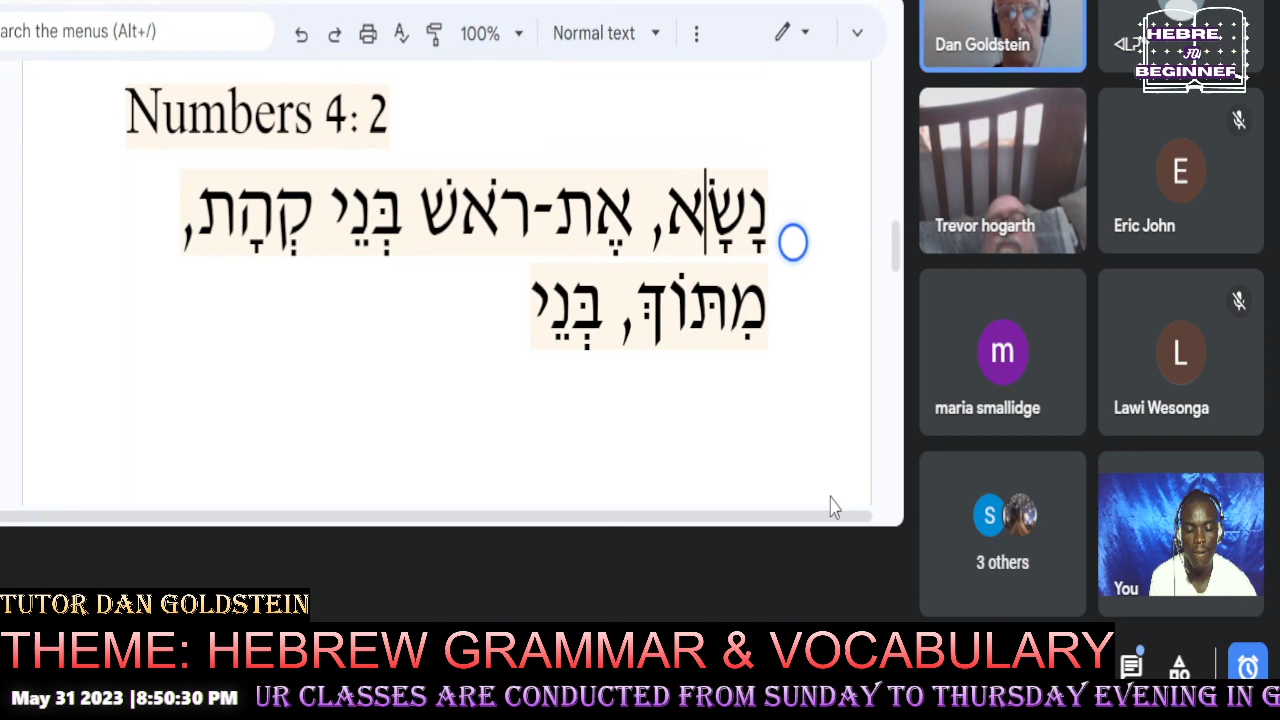 arch the menus (Alt+/)
100%
Normal text
Numbers 4: 2
נָשָׂא, אֶת-רֹאשׁ בְּנֵי קְהָת,
מִתּוֹךְ, בְּנֵי
Dan Goldstein
HEBRE
for
BEGINNER
Trevor hogarth
E
Eric John
m
maria smallidge
L
Lawi Wesonga
S
3 others
You
TUTOR DAN GOLDSTEIN
THEME: HEBREW GRAMMAR & VOCABULARY
May 31 2023 |8:50:30 PM
UR CLASSES ARE CONDUCTED FROM SUNDAY TO THURSDAY EVENING IN G